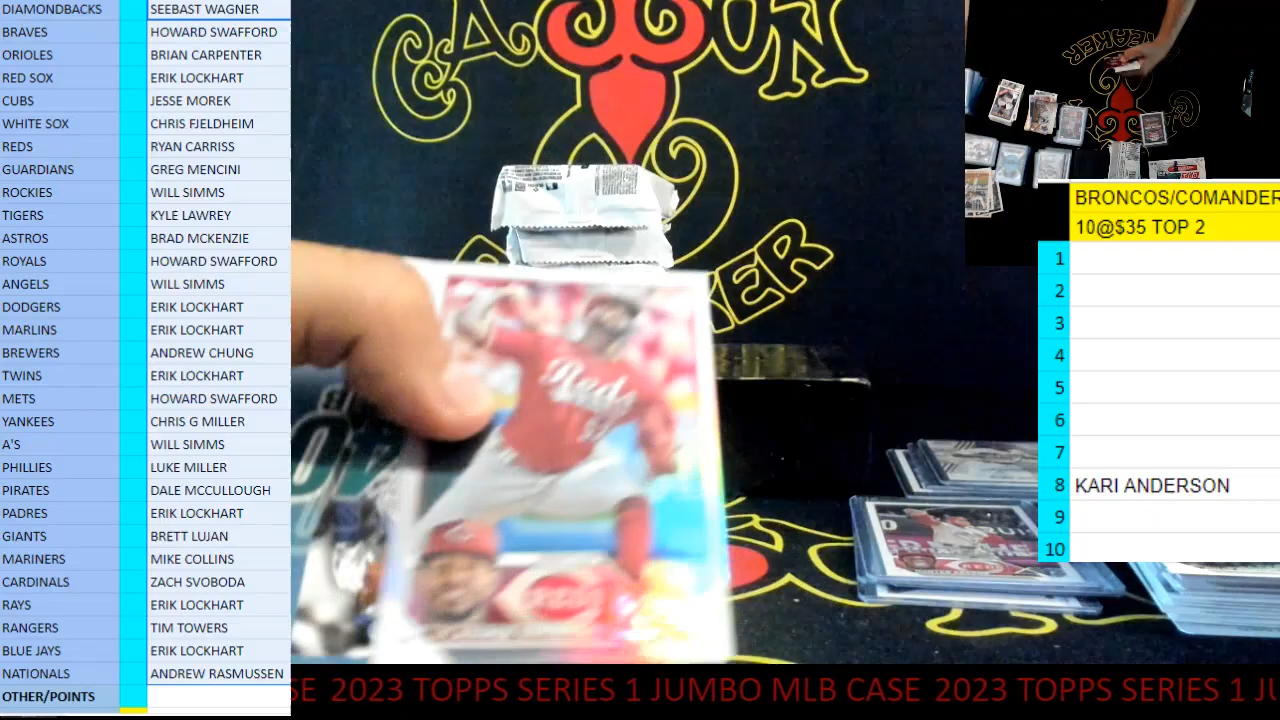 DIAMONDBACKS SEEBAST WAGNER
BRAVES HOWARD SWAFFORD
ORIOLES BRIAN CARPENTER
RED SOX ERIK LOCKHART
CUBS JESSE MOREK
WHITE SOX CHRIS FJELDHEIM
REDS RYAN CARRISS
GUARDIANS GREG MENCINI
ROCKIES WILL SIMMS
TIGERS KYLE LAWREY
ASTROS BRAD MCKENZIE
ROYALS HOWARD SWAFFORD
ANGELS WILL SIMMS
DODGERS ERIK LOCKHART
MARLINS ERIK LOCKHART
BREWERS ANDREW CHUNG
TWINS ERIK LOCKHART
METS HOWARD SWAFFORD
YANKEES CHRIS G MILLER
A'S WILL SIMMS
PHILLIES LUKE MILLER
PIRATES DALE MCCULLOUGH
PADRES ERIK LOCKHART
GIANTS BRETT LUJAN
MARINERS MIKE COLLINS
CARDINALS ZACH SVOBODA
RAYS ERIK LOCKHART
RANGERS TIM TOWERS
BLUE JAYS ERIK LOCKHART
NATIONALS ANDREW RASMUSSEN
OTHER/POINTS
Reds
Reds
BRONCOS/COMANDER
10@$35 TOP 2
1
2
3
4
5
6
7
8 KARI ANDERSON
9
10
SE 2023 TOPPS SERIES 1 JUMBO MLB CASE 2023 TOPPS SERIES 1 JU